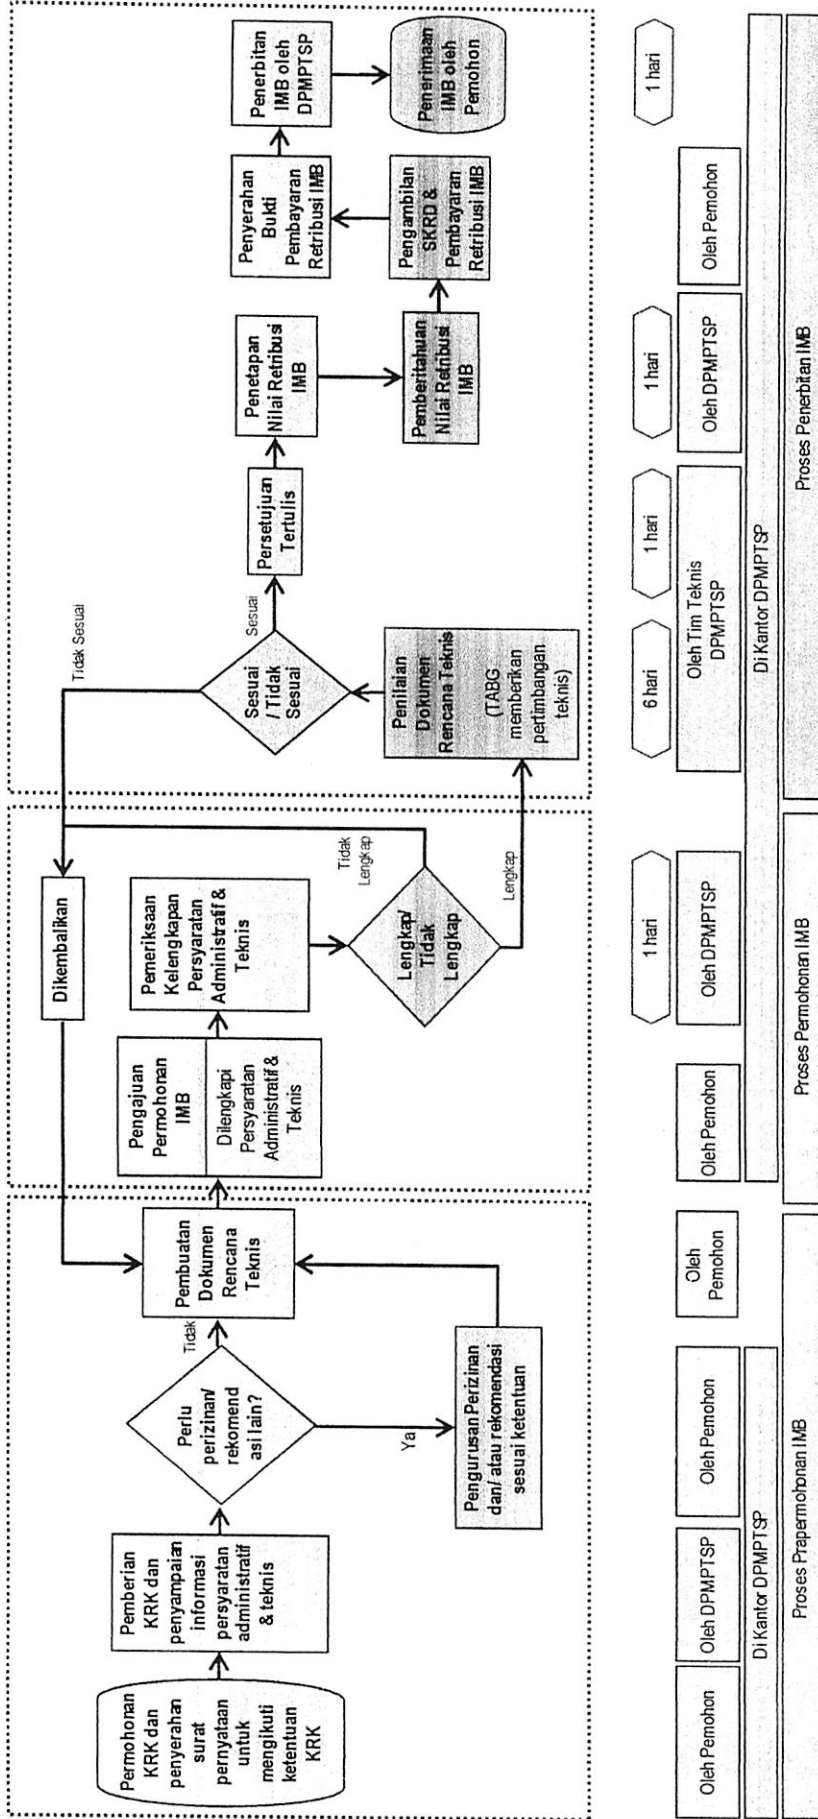 Permohonan
KRK dan
penyerahan
surat
pernyataan
untuk
mengikuti
ketentuan
KRK
Pemberian
KRK dan
penyampaian
informasi
persyaratan
administratif
& teknis
Perlu
perizinan/
rekomend
asi lain?
Tidak
Ya
Pengurusan Perizinan
dan/ atau rekomendasi
sesuai ketentuan
Pembuatan
Dokumen
Rencana
Teknis
Dikembalikan
Pengajuan
Permohonan
IMB
Dilengkapi
Persyaratan
Administratif &
Teknis
Pemeriksaan
Kelengkapan
Persyaratan
Administratif &
Teknis
Lengkap/
Tidak
Lengkap
Tidak
Lengkap
Lengkap
Penilaian
Dokumen
Rencana Teknis
(TABG
memberikan
pertimbangan
teknis)
Sesuai
/ Tidak
Sesuai
Tidak Sesuai
Sesuai
Persetujuan
Tertulis
Penetapan
Nilai Retribusi
IMB
Pemberitahuan
Nilai Retribusi
IMB
Pengambilan
SKRD &
Pembayaran
Retribusi IMB
Penyerahan
Bukti
Pembayaran
Retribusi IMB
Penerbitan
IMB oleh
DPMPTSP
Penerimaan
IMB oleh
Pemohon
1 hari
6 hari
1 hari
1 hari
1 hari
Oleh Pemohon
Oleh DPMPTSP
Oleh Pemohon
Oleh
Pemohon
Oleh Pemohon
Oleh DPMPTSP
Oleh Tim Teknis
DPMPTSP
Oleh DPMPTSP
Oleh Pemohon
Di Kantor DPMPTSP
Di Kantor DPMPTSP
Proses Prapermohonan IMB
Proses Permohonan IMB
Proses Penerbitan IMB